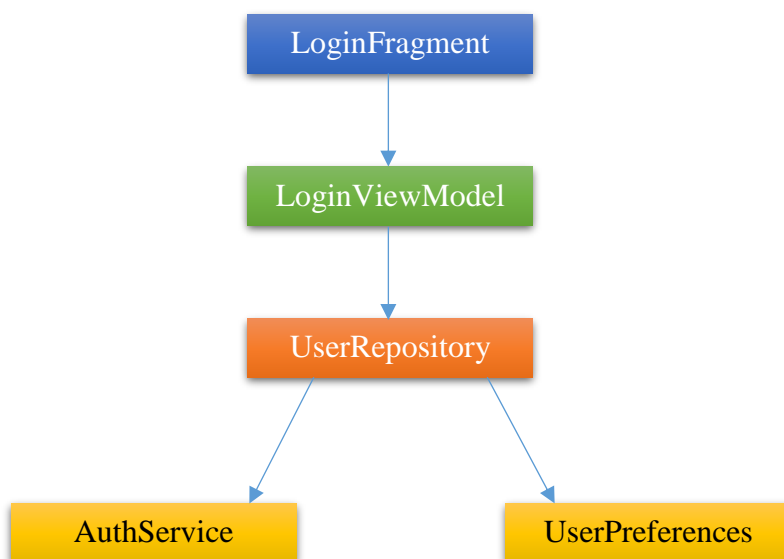 LoginFragment
LoginViewModel
UserRepository
AuthService
UserPreferences